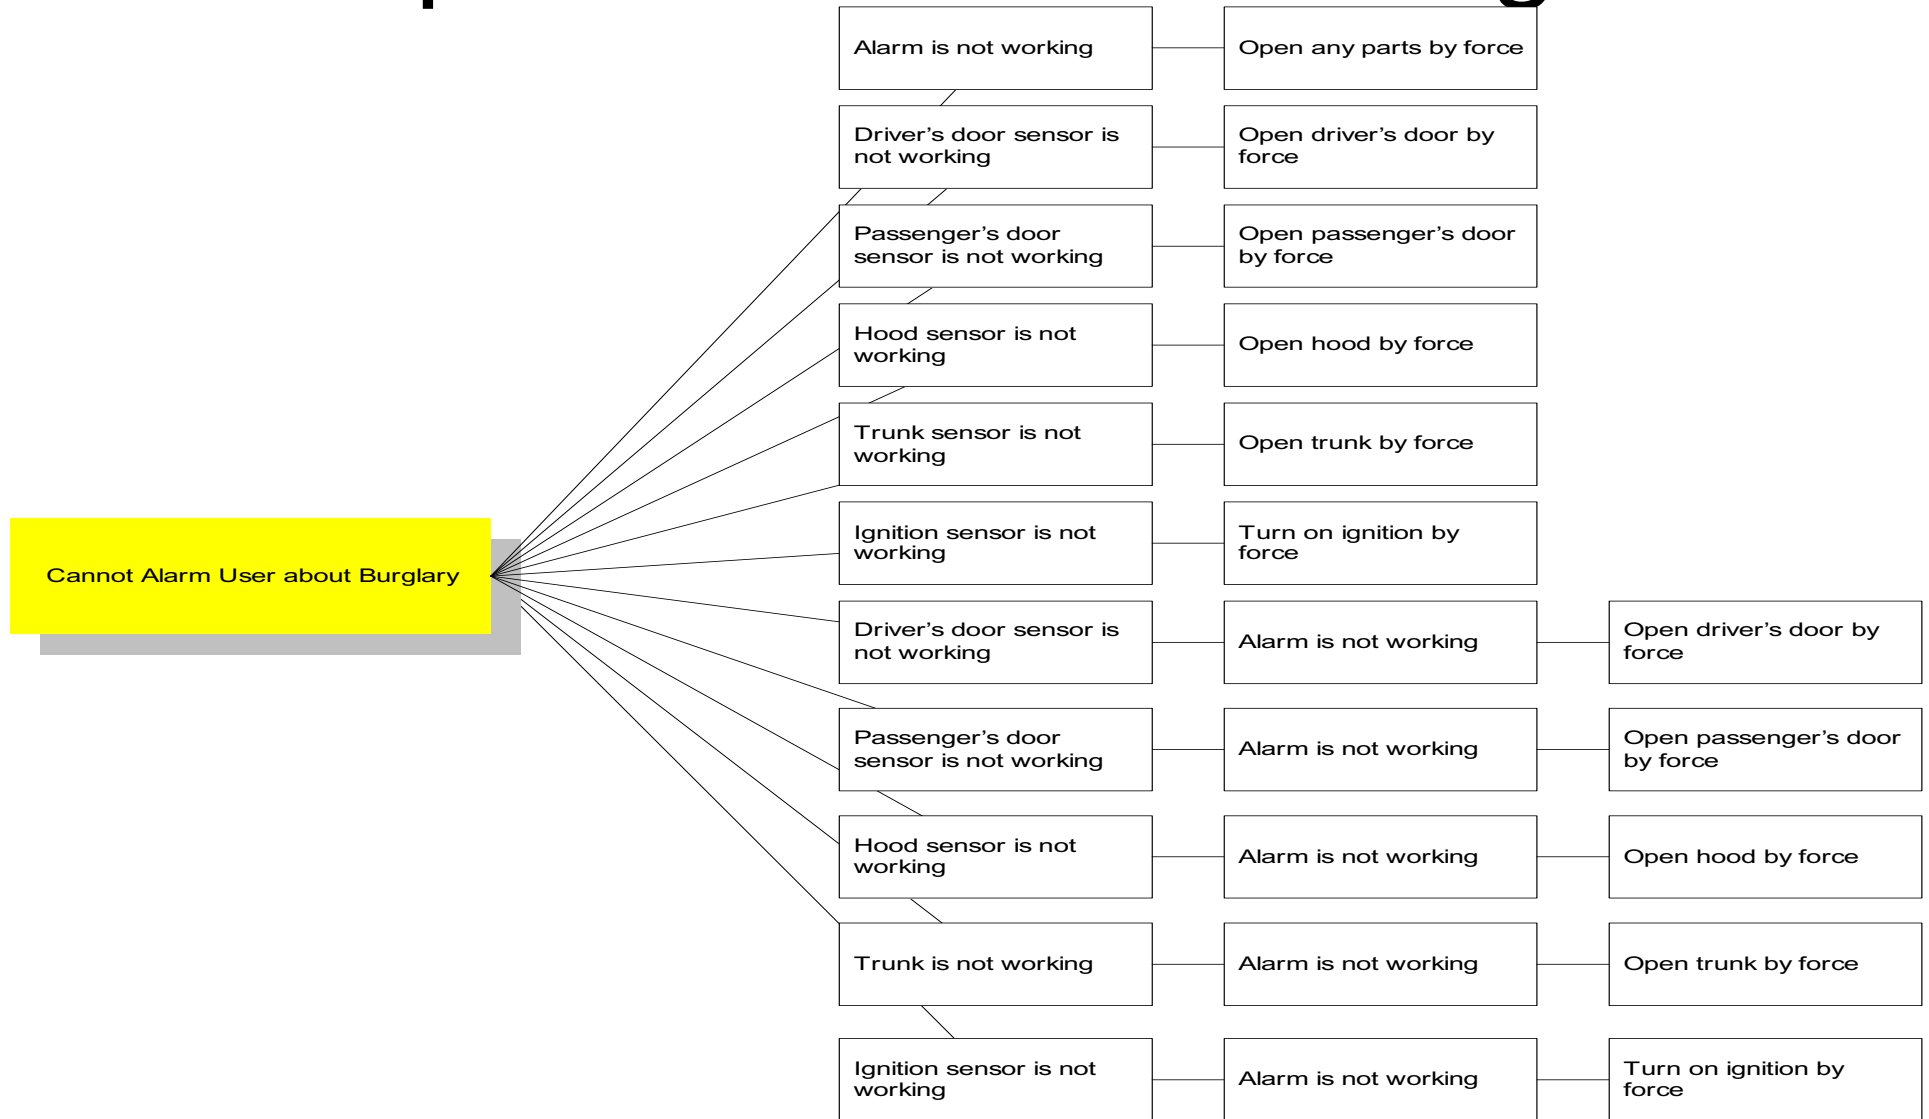 Alarm is not working
Open any parts by force
Driver's door sensor is
not working
Open driver's door by
force
Passenger's door
sensor is not working
Open passenger's door
by force
Hood sensor is not
working
Open hood by force
Trunk sensor is not
working
Open trunk by force
Ignition sensor is not
working
Turn on ignition by
force
Cannot Alarm User about Burglary
Driver's door sensor is
not working
Alarm is not working
Open driver's door by
force
Passenger's door
sensor is not working
Alarm is not working
Open passenger's door
by force
Hood sensor is not
working
Alarm is not working
Open hood by force
Trunk is not working
Alarm is not working
Open trunk by force
Ignition sensor is not
working
Alarm is not working
Turn on ignition by
force